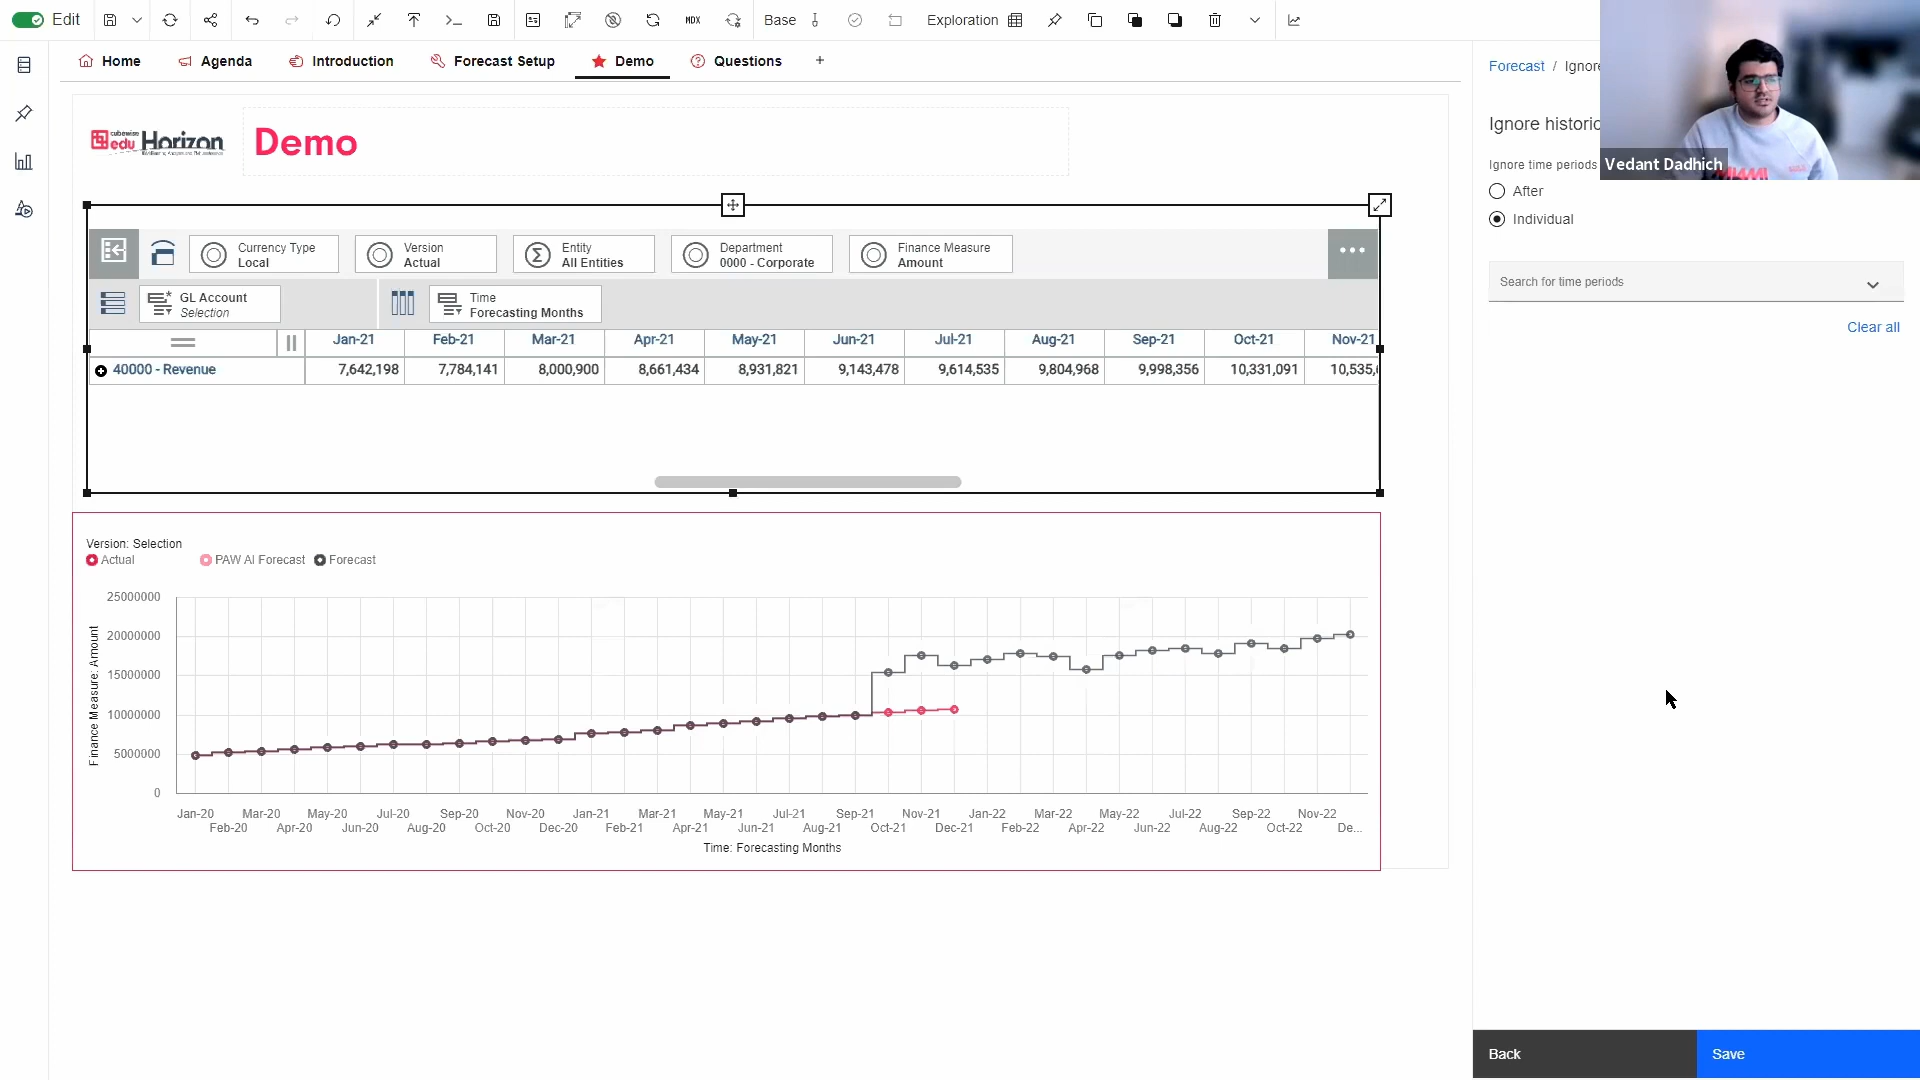 Edit
MDX
Base
Exploration
Home
Agenda
Introduction
Forecast Setup
Demo
Questions
+
Forecast / Ignore
Vedant Dadhich
cubewise
edu Horizon
Demo
Ignore historic
Ignore time periods
After
Individual
Search for time periods
Clear all
Currency Type
Local
Version
Actual
Entity
All Entities
Department
0000 - Corporate
Finance Measure
Amount
GL Account
Selection
Time
Forecasting Months
Jan-21 Feb-21 Mar-21 Apr-21 May-21 Jun-21 Jul-21 Aug-21 Sep-21 Oct-21 Nov-21
40000 - Revenue 7,642,198 7,784,141 8,000,900 8,661,434 8,931,821 9,143,478 9,614,535 9,804,968 9,998,356 10,331,091 10,535,
Version: Selection
Actual PAW AI Forecast Forecast
25000000
20000000
15000000
10000000
5000000
0
Finance Measure: Amount
Jan-20 Mar-20 May-20 Jul-20 Sep-20 Nov-20 Jan-21 Mar-21 May-21 Jul-21 Sep-21 Nov-21 Jan-22 Mar-22 May-22 Jul-22 Sep-22 Nov-22
Feb-20 Apr-20 Jun-20 Aug-20 Oct-20 Dec-20 Feb-21 Apr-21 Jun-21 Aug-21 Oct-21 Dec-21 Feb-22 Apr-22 Jun-22 Aug-22 Oct-22 De...
Time: Forecasting Months
Back
Save